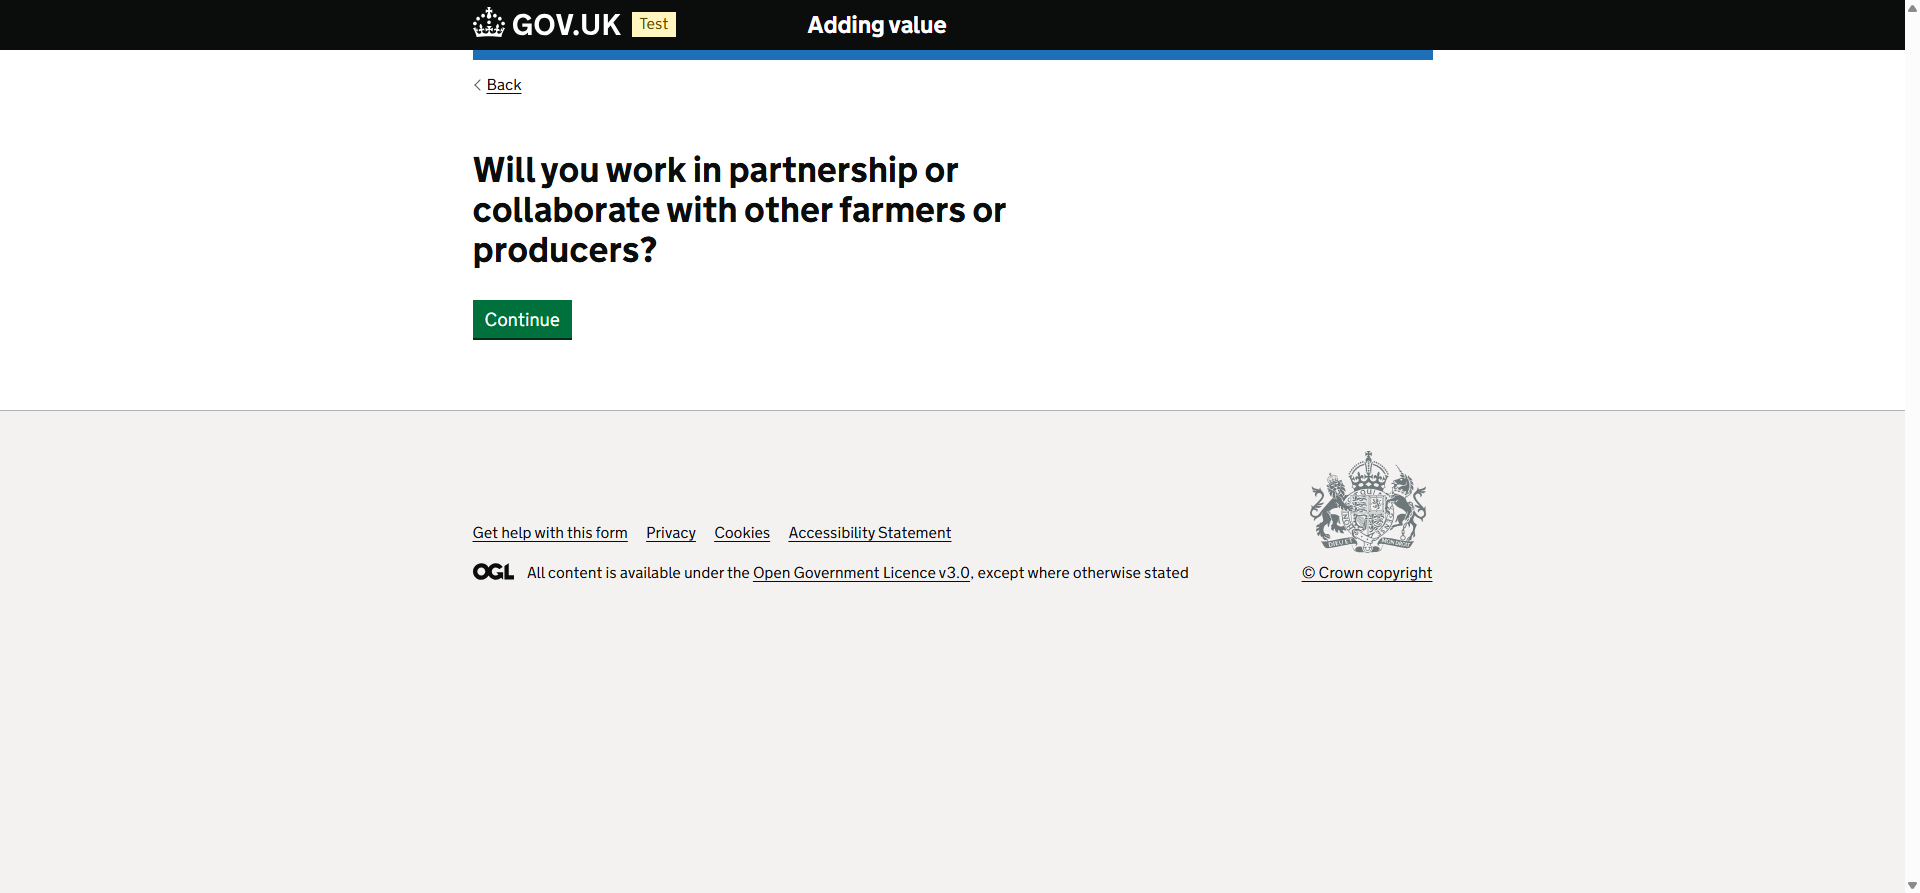 GOV.UK Test Adding value
Back
Will you work in partnership or
collaborate with other farmers or
producers?
Continue
Get help with this form Privacy Cookies Accessibility Statement
OGL All content is available under the Open Government Licence v3.0, except where otherwise stated
© Crown copyright